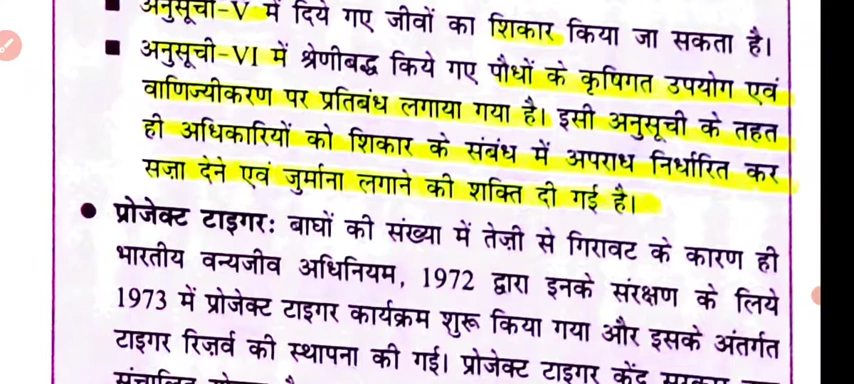 अनुसूची-V में दिये गए जीवों का शिकार किया जा सकता है।
अनुसूची-VI में श्रेणीबद्ध किये गए पौधों के कृषिगत उपयोग एवं
वाणिज्यीकरण पर प्रतिबंध लगाया गया है। इसी अनुसूची के तहत
ही अधिकारियों को शिकार के संबंध में अपराध निर्धारित कर
सज़ा देने एवं जुर्माना लगाने की शक्ति दी गई है।
प्रोजेक्ट टाइगर: बाघों की संख्या में तेज़ी से गिरावट के कारण ही
भारतीय वन्यजीव अधिनियम, 1972 द्वारा इनके संरक्षण के लिये
1973 में प्रोजेक्ट टाइगर कार्यक्रम शुरू किया गया और इसके अंतर्गत
टाइगर रिज़र्व की स्थापना की गई। प्रोजेक्ट टाइगर केंद्र सरकार